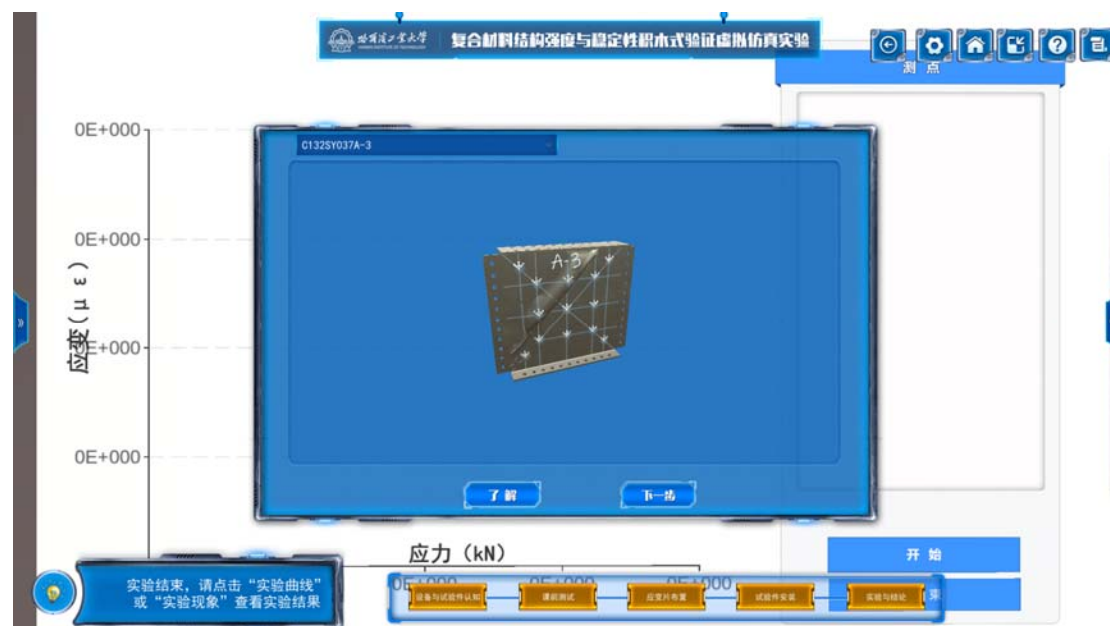 哈尔滨工业大学
复合材料结构强度与稳定性积木式验证虚拟仿真实验
测 点
0E+000
C132SY037A-3
A-3
0E+000
应变(με)
0E+000
0E+000
了 解
下一步
应力（kN）
开 始
实验结束，请点击“实验曲线”
或“实验现象”查看实验结果
0E+000
0E+000
0E+000
设备与试验件认知
课前测试
应变片布置
试验件安装
实验与结论
束